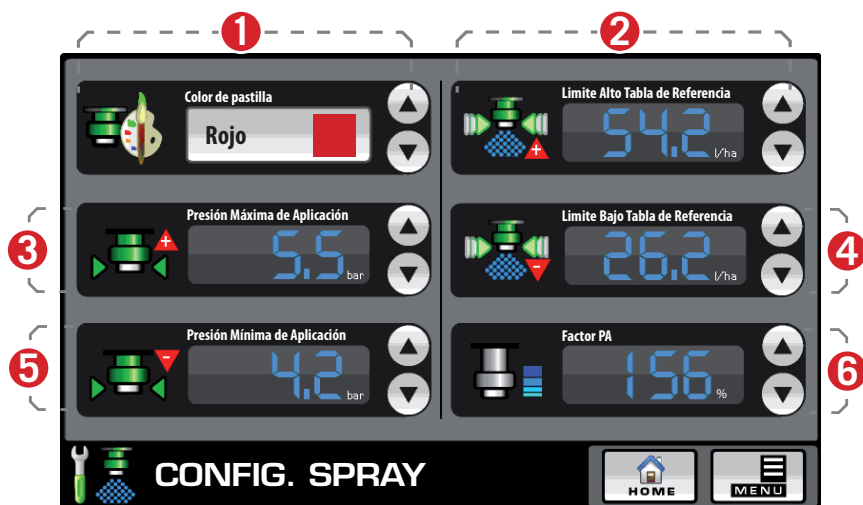 1
2
Color de pastilla
Rojo
Limite Alto Tabla de Referencia
54.2 l/ha
3
Presión Máxima de Aplicación
5.5 bar
Limite Bajo Tabla de Referencia
26.2 l/ha
4
5
Presión Mínima de Aplicación
4.2 bar
Factor PA
156 %
6
CONFIG. SPRAY
HOME
MENU